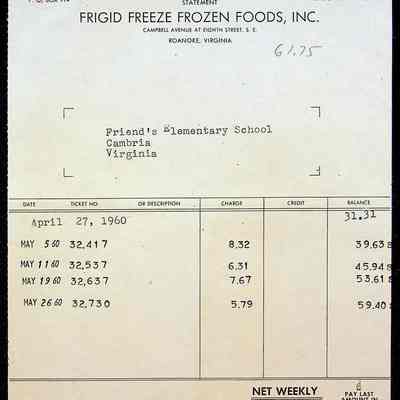 STATEMENT
FRIGID FREEZE FROZEN FOODS, INC.
CAMPBELL AVENUE AT EIGHTH STREET, S. E.
ROANOKE, VIRGINIA
61.75
Friend's Elementary School
Cambria
Virginia
DATE TICKET NO. OR DESCRIPTION CHARGE CREDIT BALANCE
April 27, 1960 31.31
MAY 5 60 32,417 8.32 39.63
MAY 11 60 32,537 6.31 45.94
MAY 19 60 32,637 7.67 53.61
MAY 26 60 32,730 5.79 59.40
NET WEEKLY
PAY LAST
AMOUNT IN